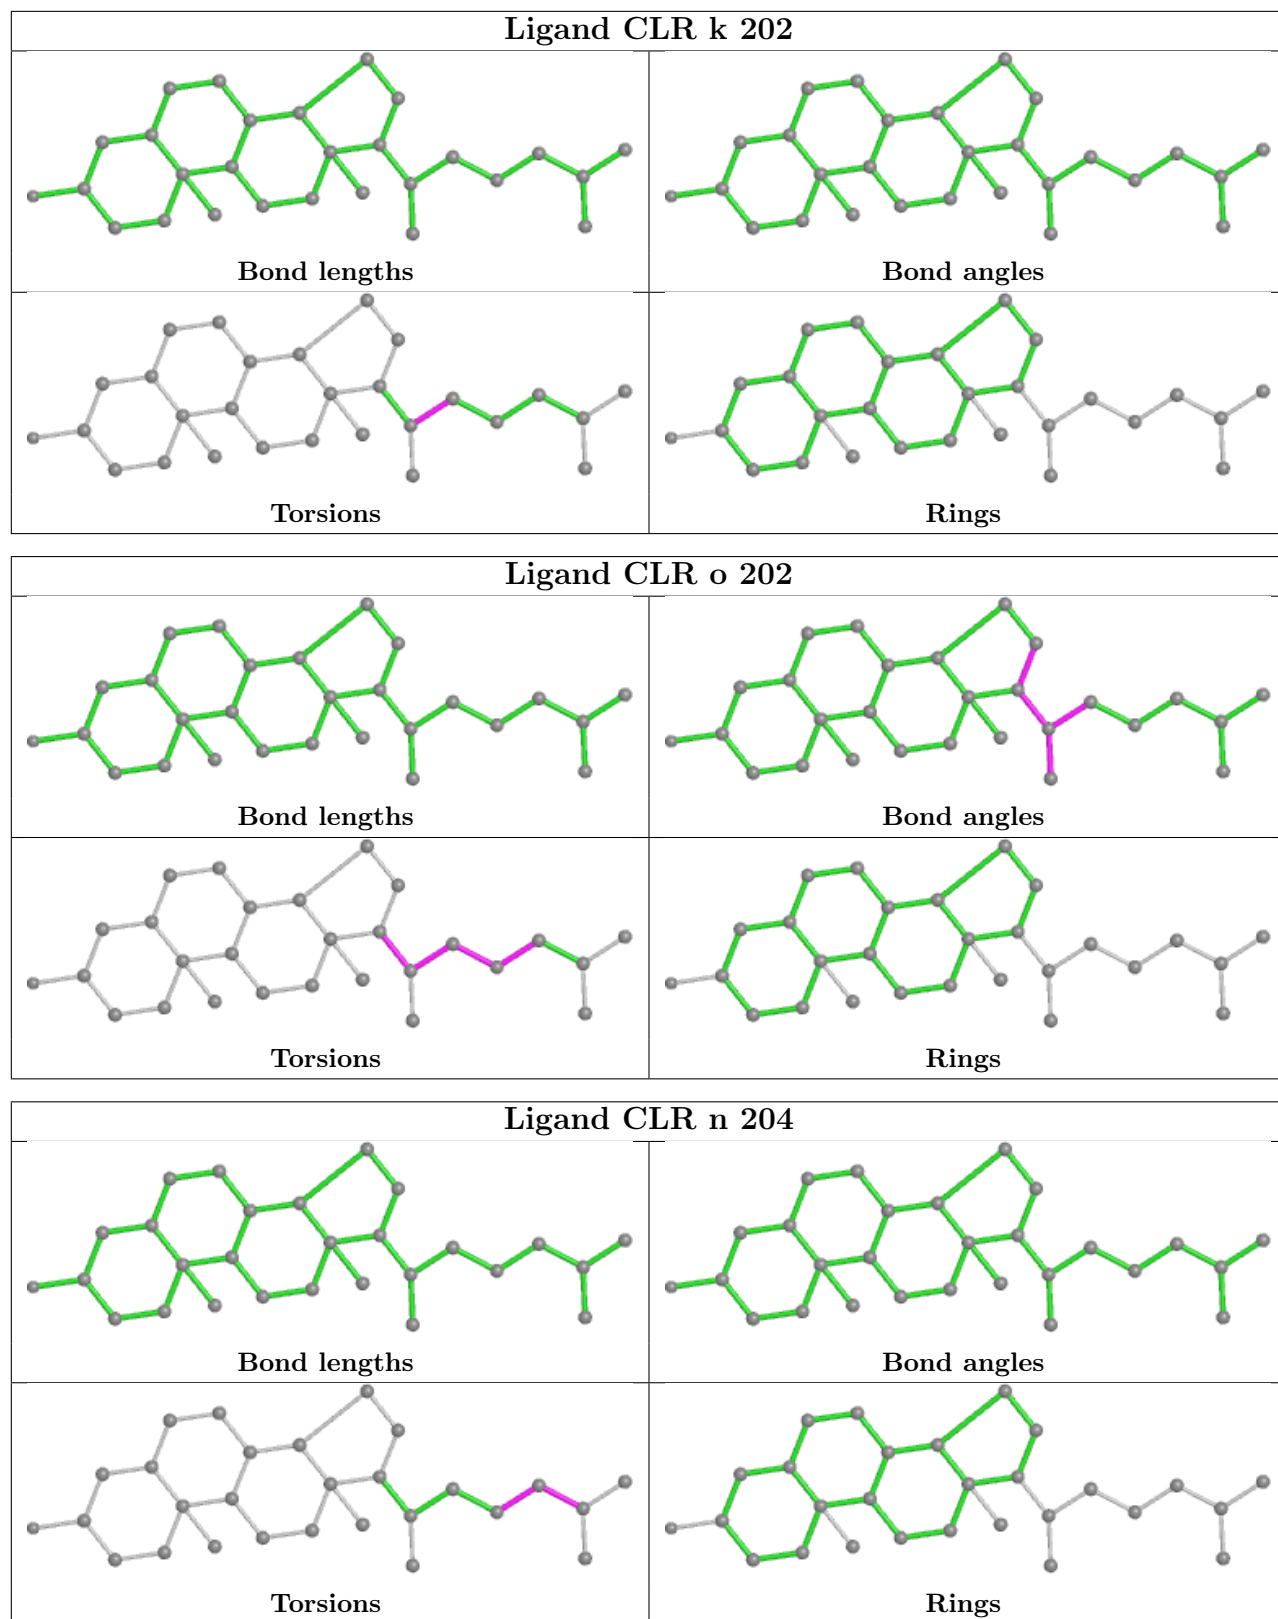 Ligand CLR k 202
Bond lengths
Bond angles
Torsions
Rings
Ligand CLR o 202
Bond lengths
Bond angles
Torsions
Rings
Ligand CLR n 204
Bond lengths
Bond angles
Torsions
Rings